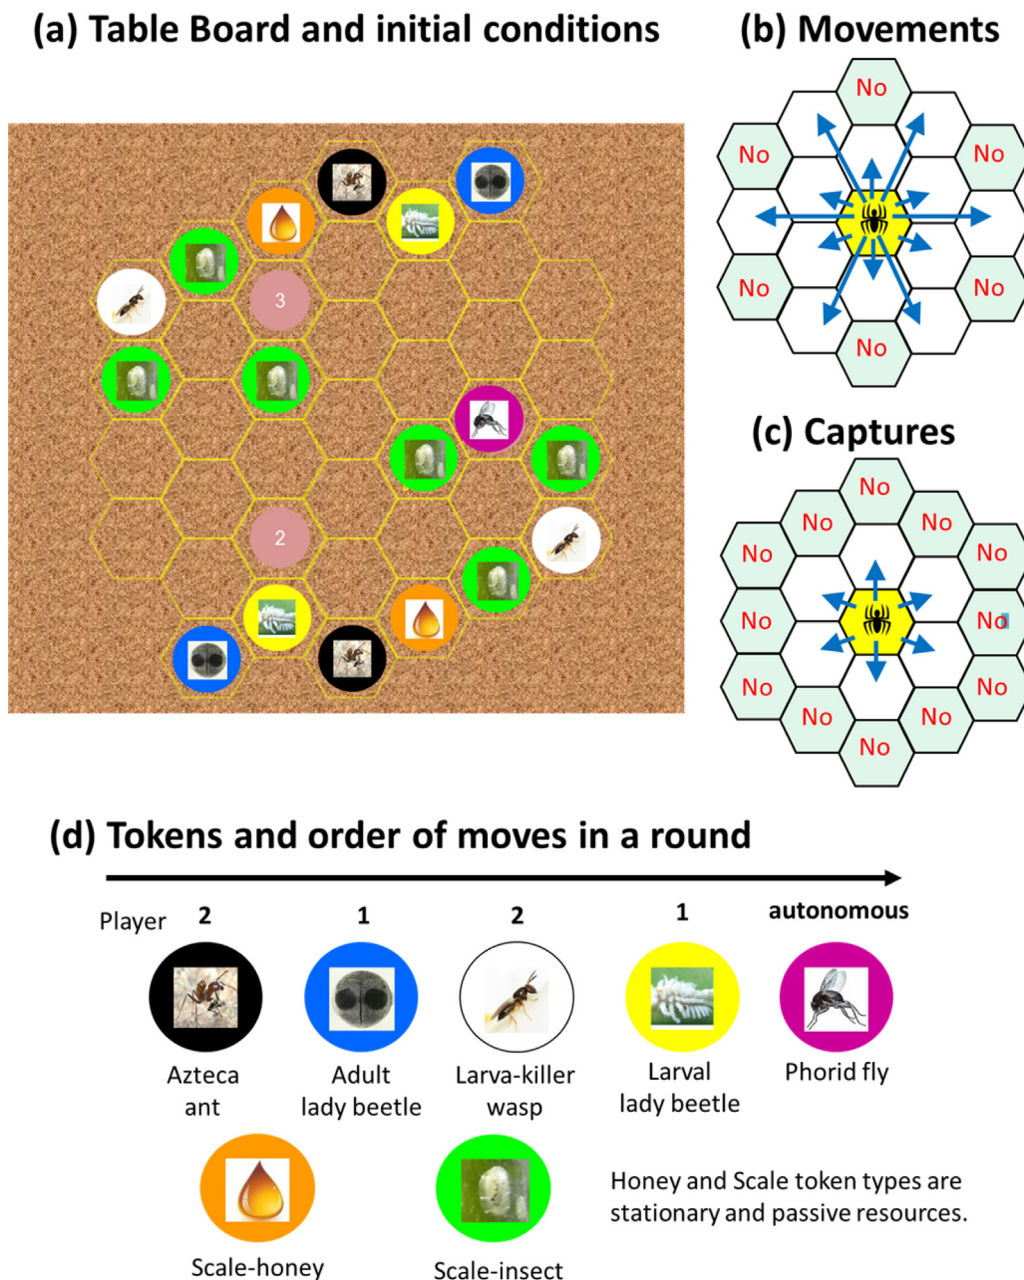 (a) Table Board and initial conditions
3
2
(b) Movements
No
No
No
No
No
No
(c) Captures
No
No
No
No
No
No
No
No
No
No
No
No
(d) Tokens and order of moves in a round
Player 2 1 2 1 autonomous
Azteca ant
Adult lady beetle
Larva-killer wasp
Larval lady beetle
Phorid fly
Scale-honey
Scale-insect
Honey and Scale token types are
stationary and passive resources.